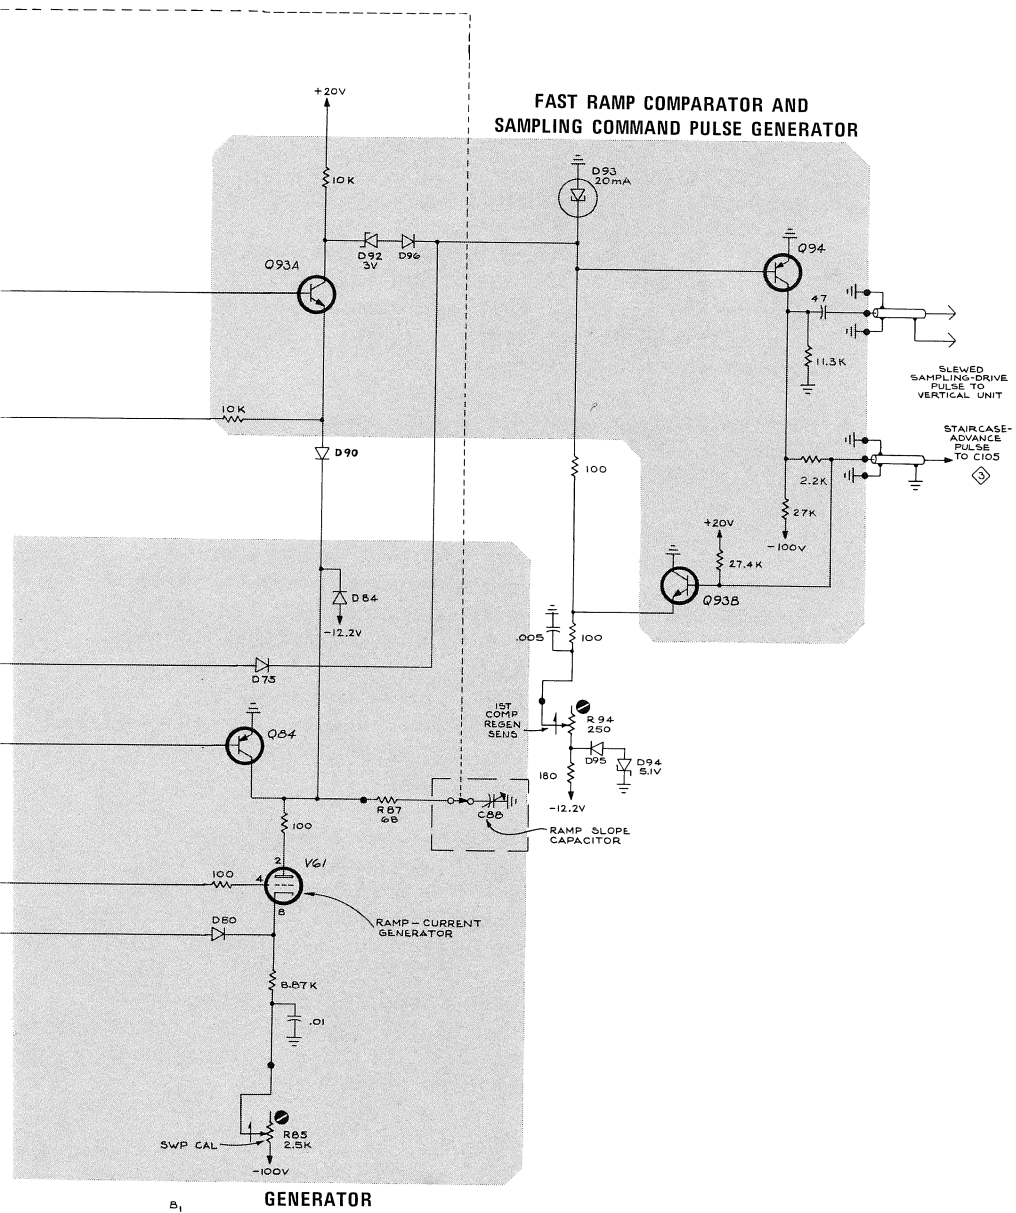 +20V
FAST RAMP COMPARATOR AND
SAMPLING COMMAND PULSE GENERATOR
10K
D93
20mA
Q94
D92
3V
D96
Q93A
47
11.3K
SLEWED
SAMPLING-DRIVE
PULSE TO
VERTICAL UNIT
10K
P
STAIRCASE-
ADVANCE
PULSE
TO C105
3
D90
100
2.2K
27K
+20V
-100V
27.4K
D84
-12.2V
Q93B
.005
100
D75
1ST
COMP
REGEN
SENS
R94
250
Q84
D95
D94
5.1V
180
-12.2V
R87
68
C88
100
RAMP SLOPE
CAPACITOR
2
V61
100
4
8
RAMP-CURRENT
GENERATOR
D80
8.87K
.01
R85
2.5K
SWP CAL
-100V
GENERATOR
B1